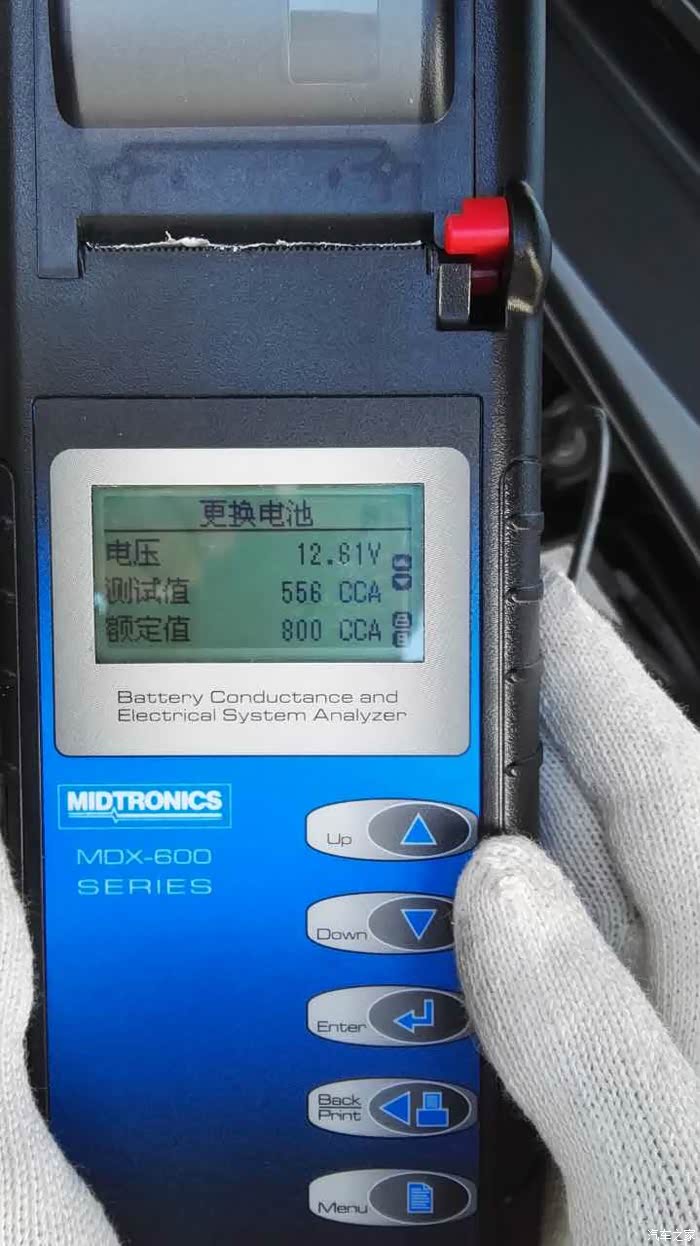 更换电池
电压 12.61V
测试值 556 CCA
额定值 800 CCA
Battery Conductance and
Electrical System Analyzer
MIDTRONICS
MDX-600
SERIES
Up
Down
Enter
Back
Print
Menu
汽车之家